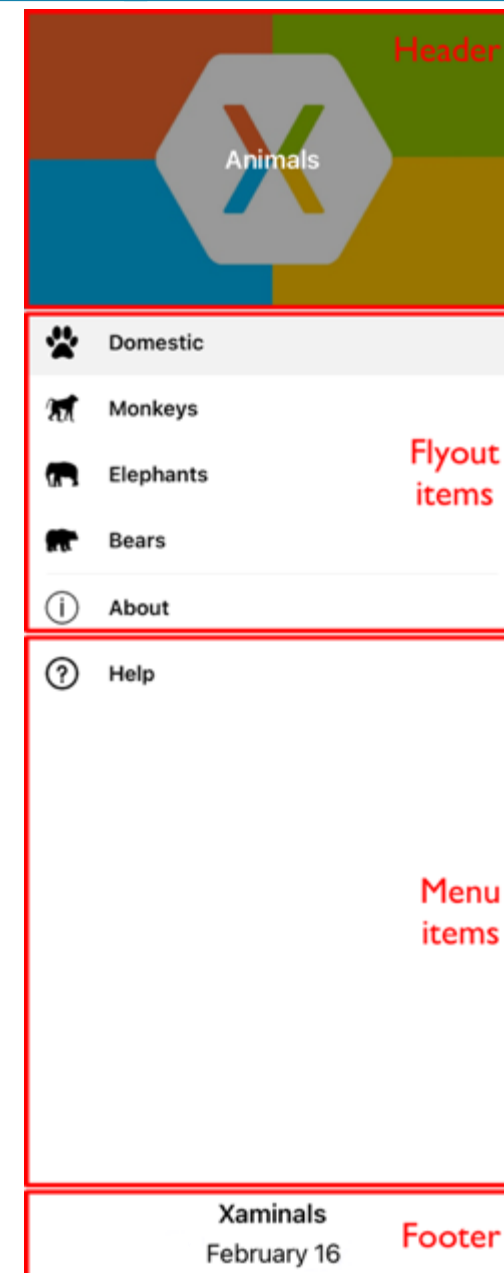 Header
Animals
Domestic
Monkeys
Flyout
items
Elephants
Bears
About
Help
Menu
items
Xaminals
Footer
February 16